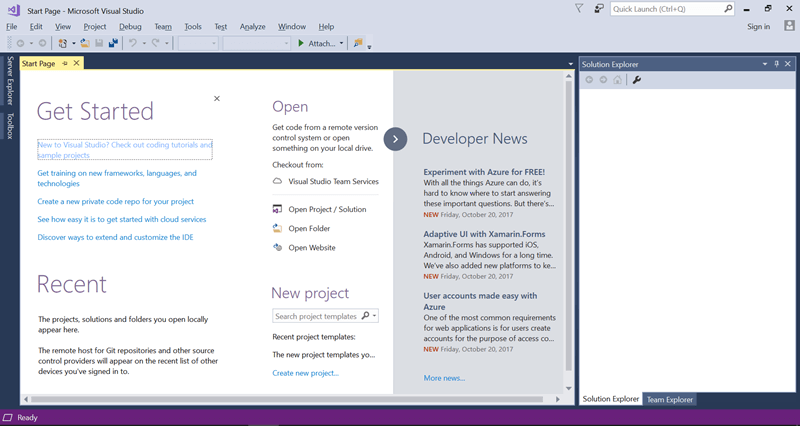 Start Page - Microsoft Visual Studio
Quick Launch (Ctrl+Q)
File Edit View Project Debug Team Tools Test Analyze Window Help
Sign in
Attach...
Server Explorer
Toolbox
Start Page
Get Started
New to Visual Studio? Check out coding tutorials and
sample projects
Get training on new frameworks, languages, and
technologies
Create a new private code repo for your project
See how easy it is to get started with cloud services
Discover ways to extend and customize the IDE
Recent
The projects, solutions and folders you open locally
appear here.
The remote host for Git repositories and other source
control providers will appear on the recent list of other
devices you've signed in to.
Open
Get code from a remote version
control system or open
something on your local drive.
Checkout from:
Visual Studio Team Services
Open Project / Solution
Open Folder
Open Website
New project
Search project templates
Recent project templates:
The new project templates yo...
Create new project...
Developer News
Experiment with Azure for FREE!
With all the things Azure can do, it's
hard to know where to start answering
these important questions. But there's...
NEW Friday, October 20, 2017
Adaptive UI with Xamarin.Forms
Xamarin.Forms has supported iOS,
Android, and Windows for a long time.
We've also added new platforms to ke...
NEW Friday, October 20, 2017
User accounts made easy with
Azure
One of the most common requirements
for web applications is for users create
accounts for the purpose of access co...
NEW Friday, October 20, 2017
More news...
Solution Explorer
Solution Explorer Team Explorer
Ready